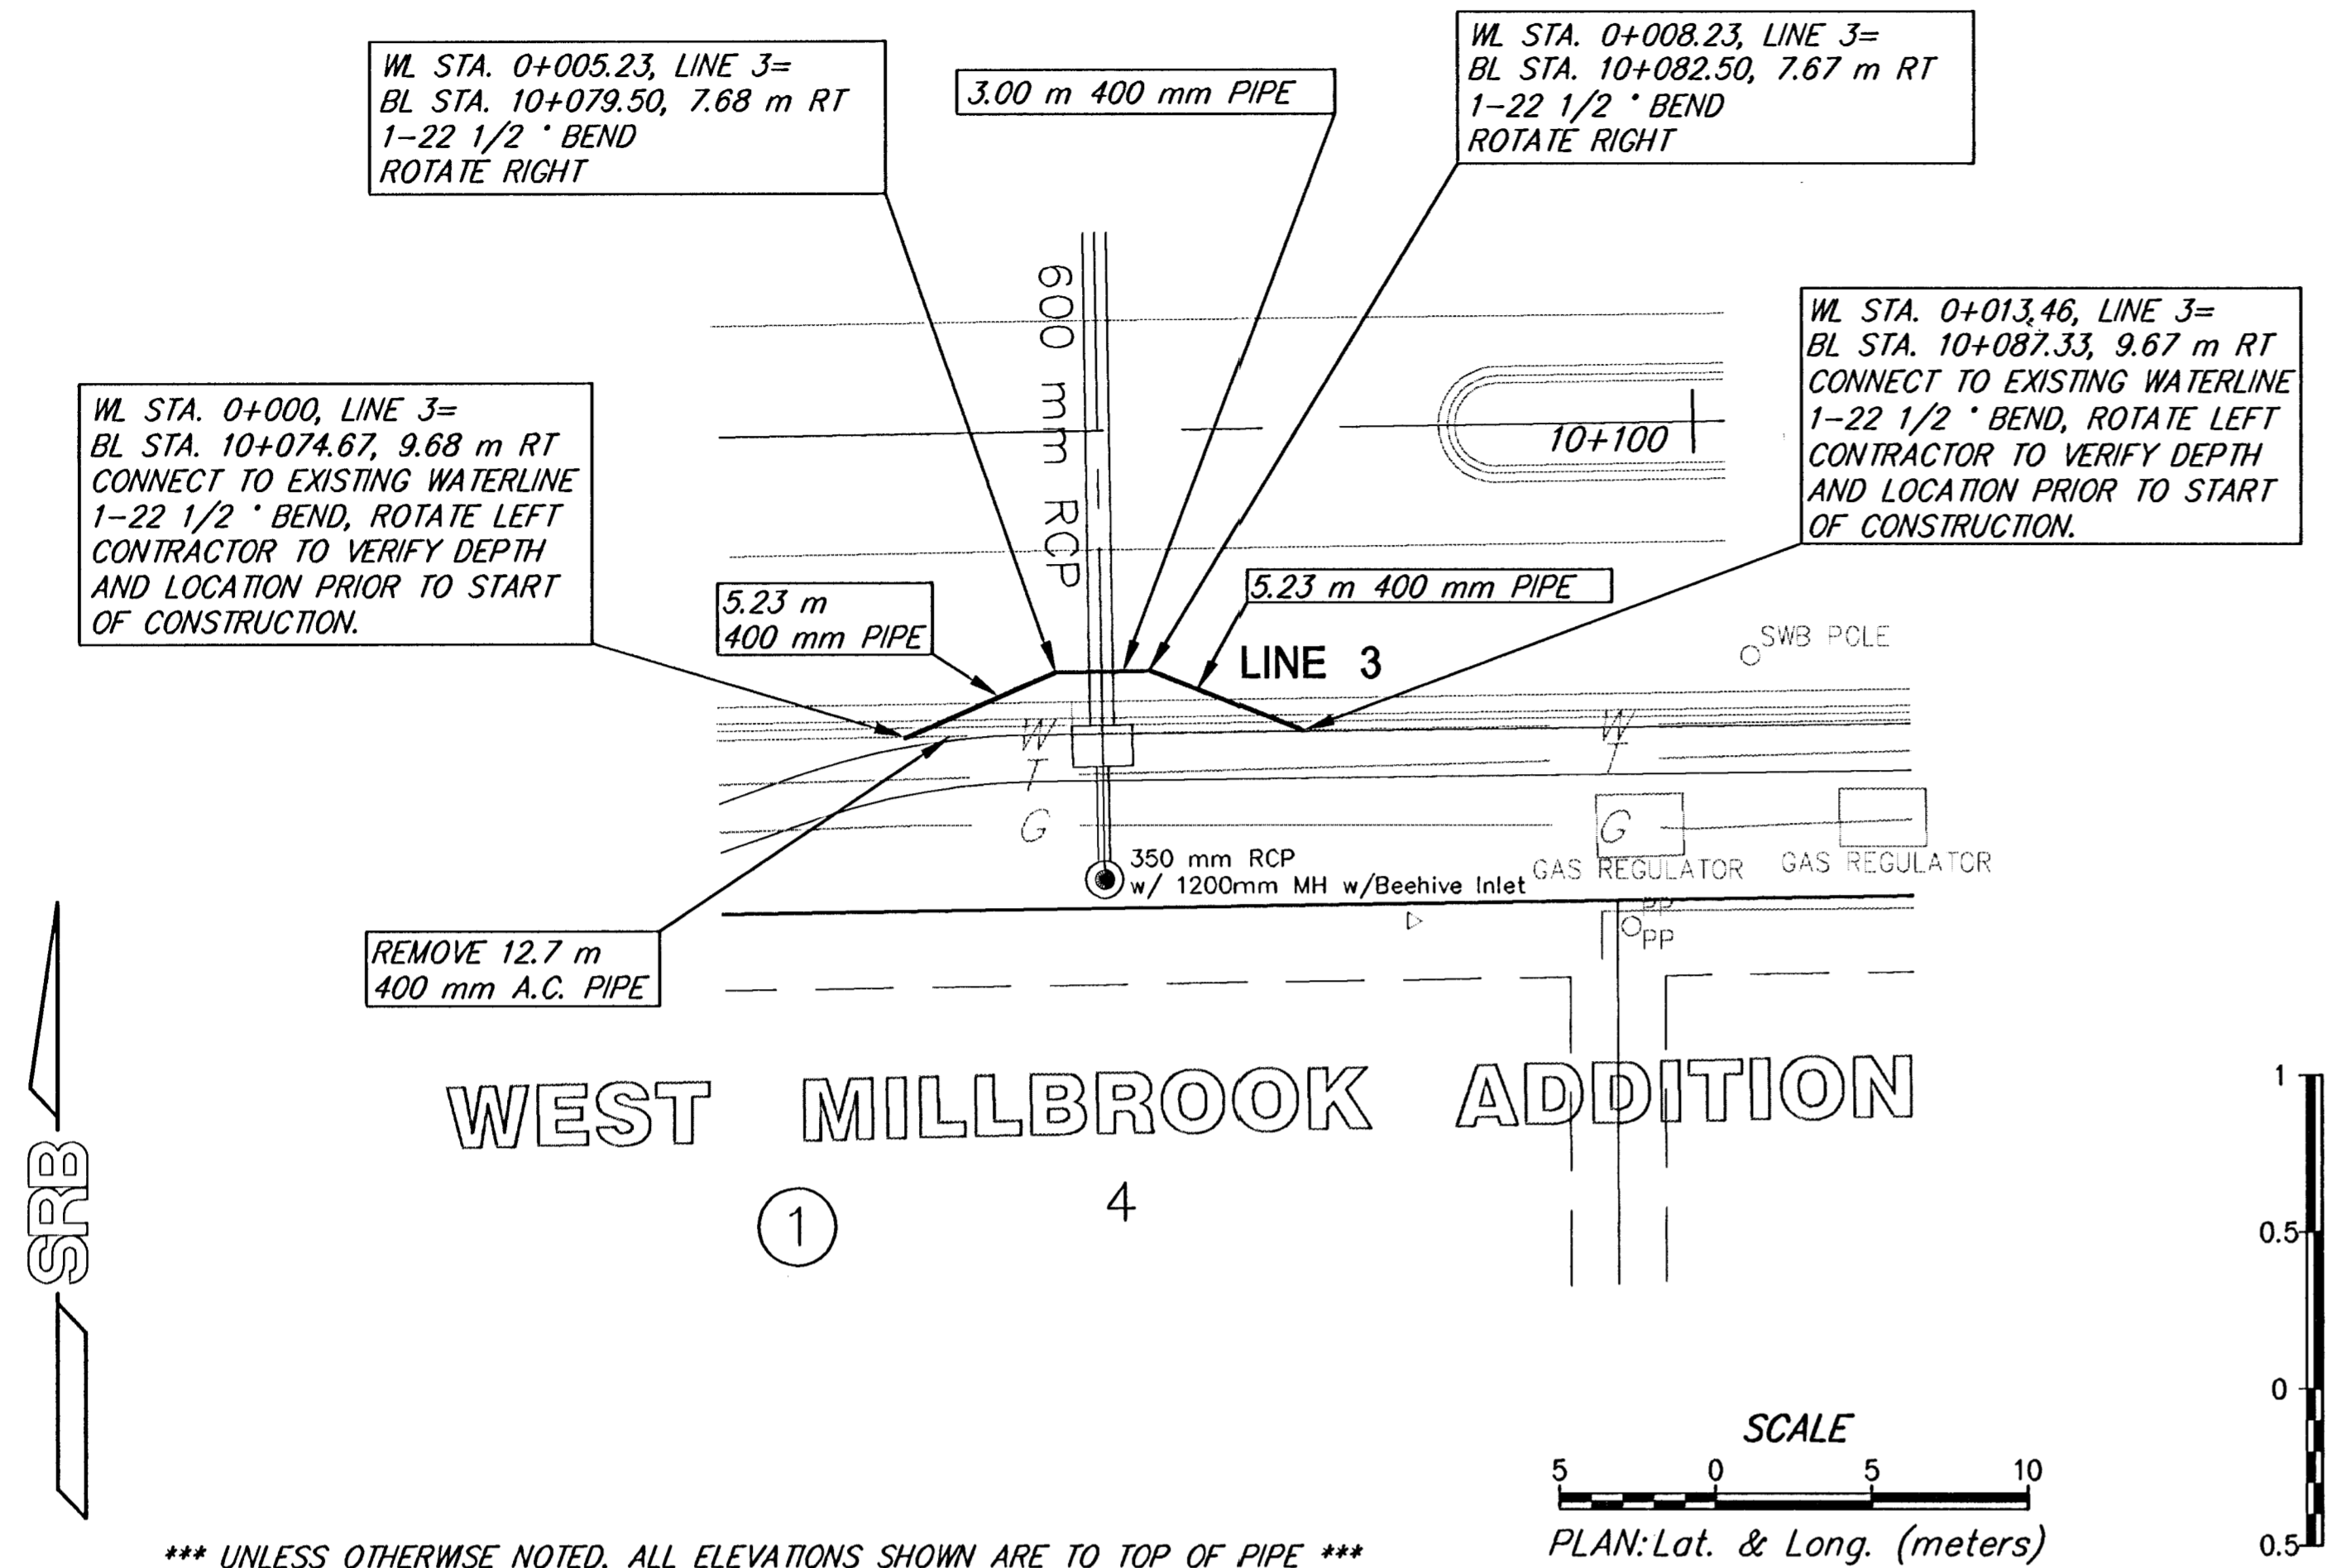 WL STA. 0+005.23, LINE 3=
BL STA. 10+079.50, 7.68 m RT
1-22 1/2 ° BEND
ROTATE RIGHT
3.00 m 400 mm PIPE
WL STA. 0+008.23, LINE 3=
BL STA. 10+082.50, 7.67 m RT
1-22 1/2 ° BEND
ROTATE RIGHT
WL STA. 0+013.46, LINE 3=
BL STA. 10+087.33, 9.67 m RT
CONNECT TO EXISTING WATERLINE
1-22 1/2 ° BEND, ROTATE LEFT
CONTRACTOR TO VERIFY DEPTH
AND LOCATION PRIOR TO START
OF CONSTRUCTION.
WL STA. 0+000, LINE 3=
BL STA. 10+074.67, 9.68 m RT
CONNECT TO EXISTING WATERLINE
1-22 1/2 ° BEND, ROTATE LEFT
CONTRACTOR TO VERIFY DEPTH
AND LOCATION PRIOR TO START
OF CONSTRUCTION.
600 mm RCP
10+100
5.23 m
400 mm PIPE
5.23 m 400 mm PIPE
LINE 3
SWB POLE
W
T
G
W
T
G
350 mm RCP
w/ 1200mm MH w/Beehive Inlet
GAS REGULATOR
GAS REGULATOR
PP
PP
REMOVE 12.7 m
400 mm A.C. PIPE
WEST MILLBROOK ADDITION
1
4
SRB
SCALE
5 0 5 10
PLAN: Lat. & Long. (meters)
1
0.5
0
0.5
*** UNLESS OTHERWISE NOTED, ALL ELEVATIONS SHOWN ARE TO TOP OF PIPE ***